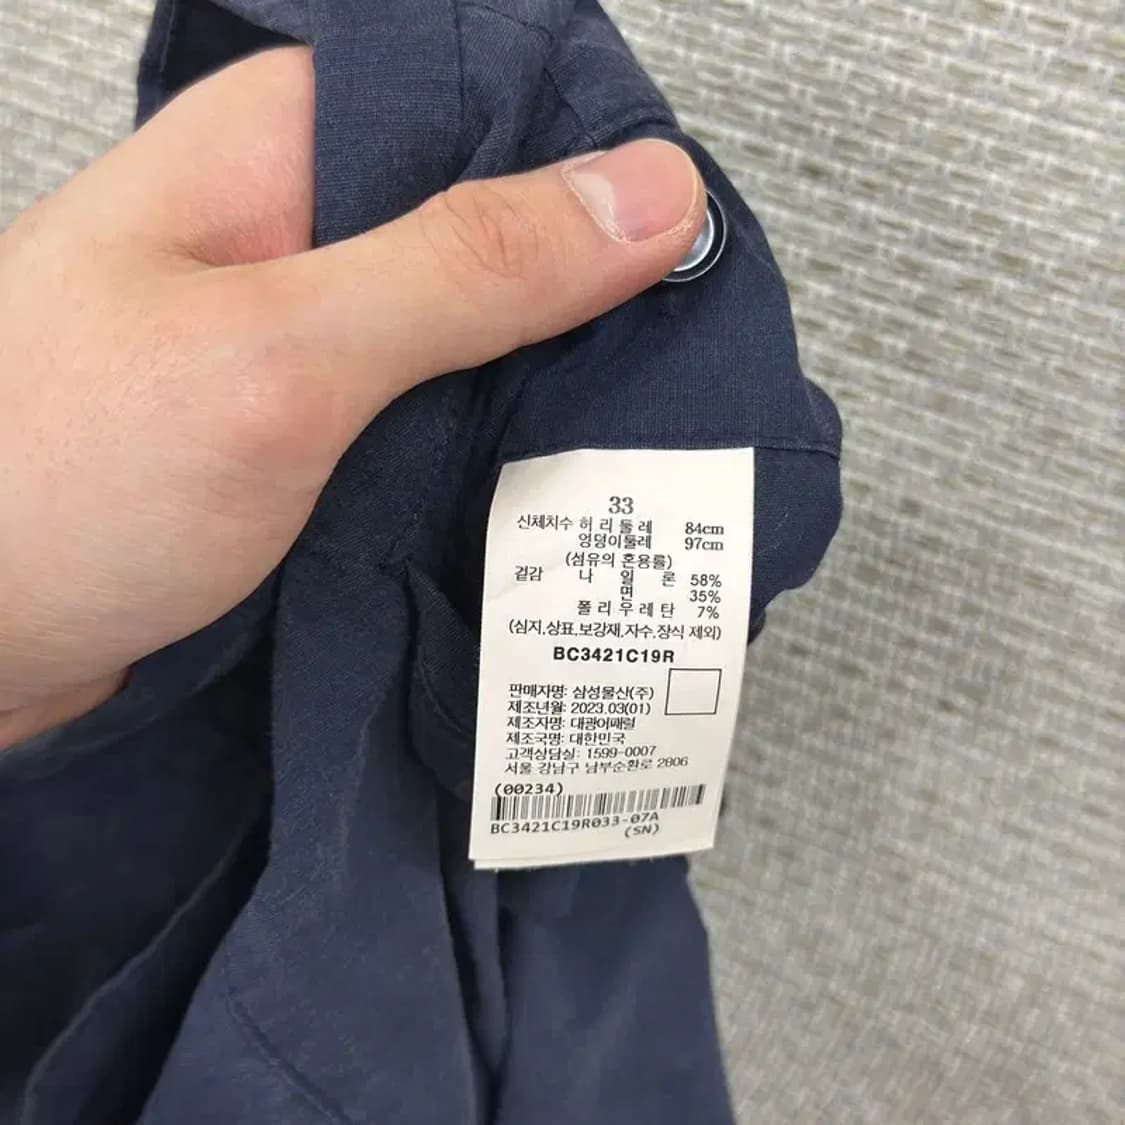 33
신체치수 허 리 둘 레 84cm
엉덩이둘레 97cm
(섬유의 혼용률)
겉감 나 일 론 58%
면 35%
폴 리 우 레 탄 7%
(심지,상표,보강재,자수,장식 제외)
BC3421C19R
판매자명: 삼성물산(주)
제조년월: 2023.03(01)
제조자명: 대광어패럴
제조국명: 대한민국
고객상담실: 1599-0007
서울 강남구 남부순환로 2806
(00234)
BC3421C19R033-07A
(SN)